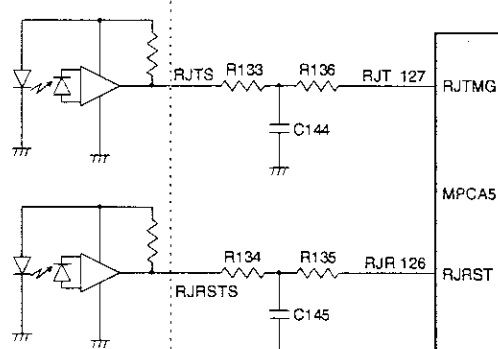 RJTS R133 R136 RJT 127 RJTMG
C144
MPCA5
R134 R135 RJR 126 RJRST
RJRSTS
C145